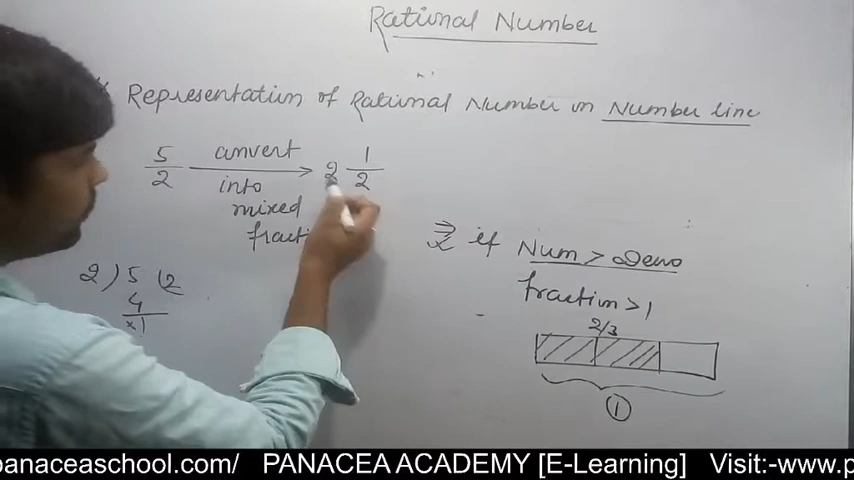 Rational Number
Representation of Rational Number on Number line
5/2 convert into mixed 2 1/2
2 ) 5 ( 2
4
×1
⇒ if Num > Deno
fraction > 1
2/3
1
panaceaschool.com/ PANACEA ACADEMY [E-Learning] Visit:-www.p